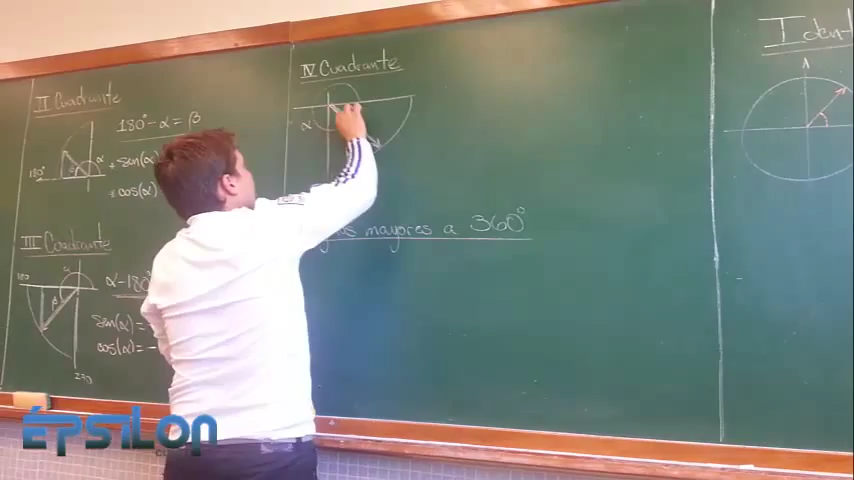 II Cuadrante
180° - α = β
180°
α
sen(α)
cos(α)
III Cuadrante
180
α
β
α - 180°
sen(α) =
cos(α) = -
270
IV Cuadrante
α
mayores a 360°
ÉPSILON